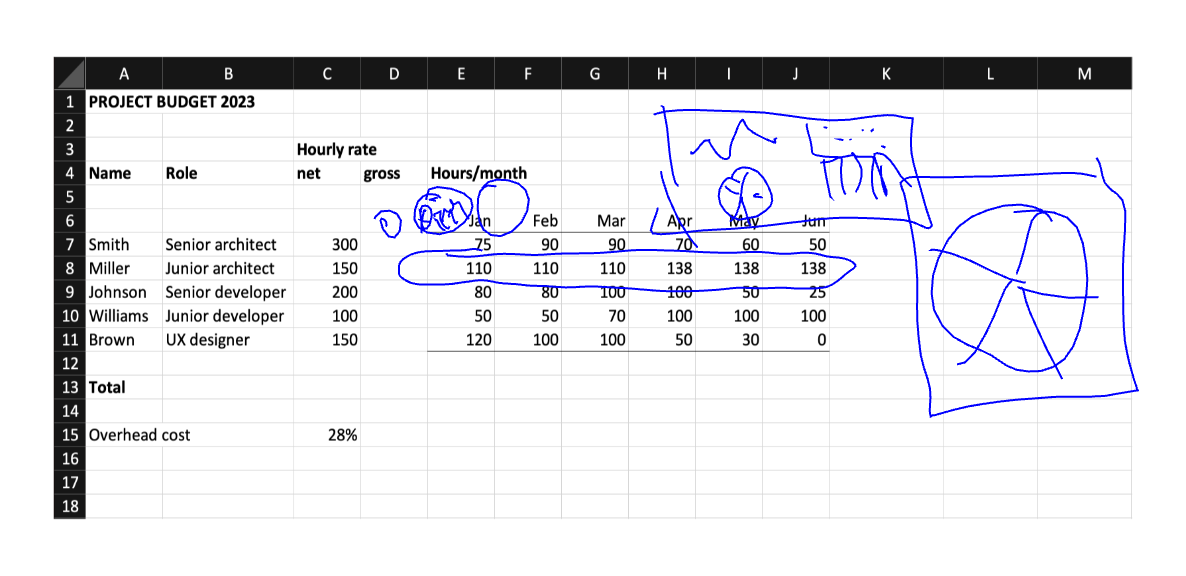 A B C D E F G H I J K L M
1 PROJECT BUDGET 2023
2
3 Hourly rate
4 Name Role net gross Hours/month
5
6 Jan Feb Mar Apr May Jun
7 Smith Senior architect 300 75 90 90 70 60 50
8 Miller Junior architect 150 110 110 110 138 138 138
9 Johnson Senior developer 200 80 80 100 100 50 25
10 Williams Junior developer 100 50 50 70 100 100 100
11 Brown UX designer 150 120 100 100 50 30 0
12
13 Total
14
15 Overhead cost 28%
16
17
18